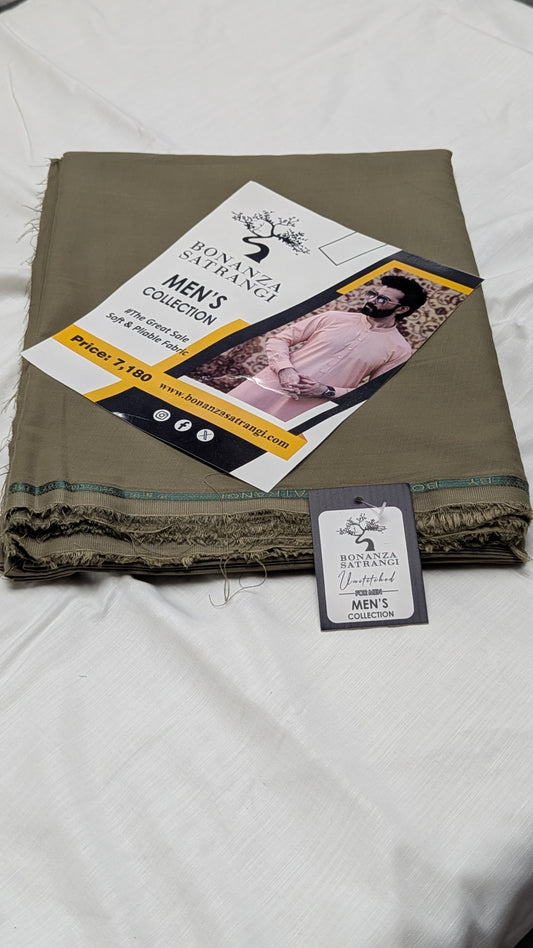 BONANZA
SATRANGI
MEN'S
COLLECTION
#The Great Sale
Soft & Pliable Fabric
Price: 7,180
www.bonanzasatrangi.com
BONANZA
SATRANGI
Unstitched
FOR MEN
MEN'S
COLLECTION